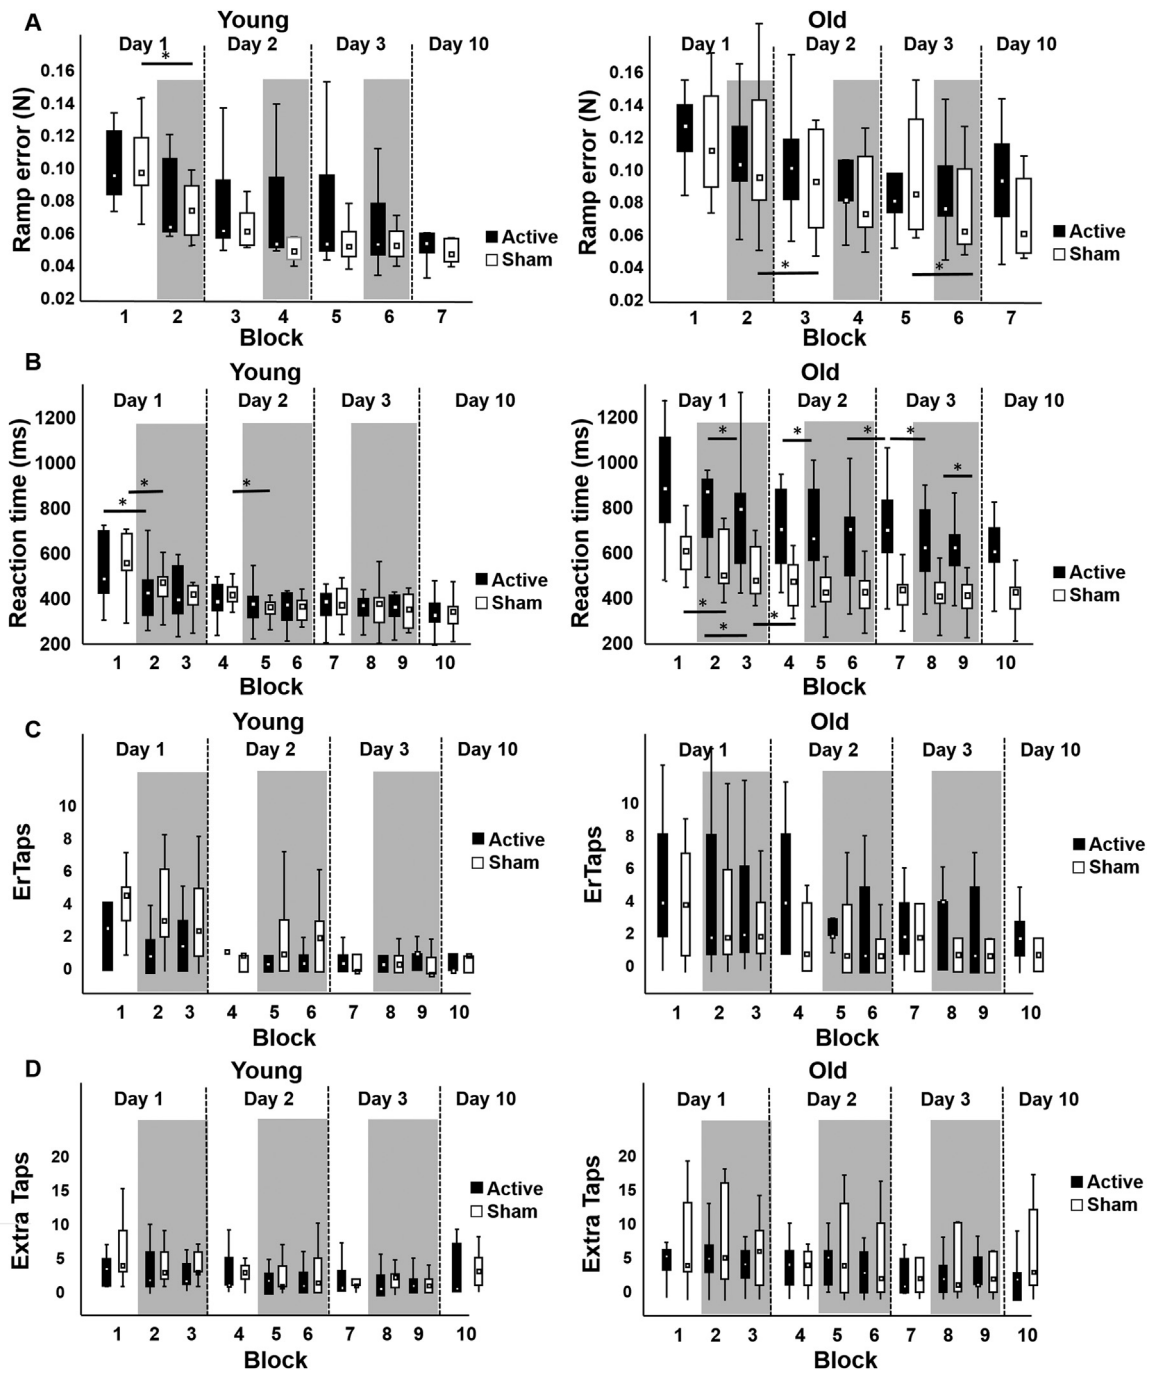 A
Young
Old
Day 1 Day 2 Day 3 Day 10
Day 1 Day 2 Day 3 Day 10
*
Ramp error (N)
0.16
0.14
0.12
0.10
0.08
0.06
0.04
0.02
Active
Sham
1 2 3 4 5 6 7
Block
Ramp error (N)
0.16
0.14
0.12
0.10
0.08
0.06
0.04
0.02
* *
Active
Sham
1 2 3 4 5 6 7
Block
B
Young
Old
Day 1 Day 2 Day 3 Day 10
Day 1 Day 2 Day 3 Day 10
Reaction time (ms)
1200
1000
800
600
400
200
* * *
Active
Sham
1 2 3 4 5 6 7 8 9 10
Block
Reaction time (ms)
1200
1000
800
600
400
200
* * * * *
* * *
Active
Sham
1 2 3 4 5 6 7 8 9 10
Block
C
Young
Old
Day 1 Day 2 Day 3 Day 10
Day 1 Day 2 Day 3 Day 10
ErTaps
10
8
6
4
2
0
Active
Sham
1 2 3 4 5 6 7 8 9 10
Block
ErTaps
10
8
6
4
2
0
Active
Sham
1 2 3 4 5 6 7 8 9 10
Block
D
Young
Old
Day 1 Day 2 Day 3 Day 10
Day 1 Day 2 Day 3 Day 10
Extra Taps
20
15
10
5
0
Active
Sham
1 2 3 4 5 6 7 8 9 10
Block
Extra Taps
20
15
10
5
0
Active
Sham
1 2 3 4 5 6 7 8 9 10
Block